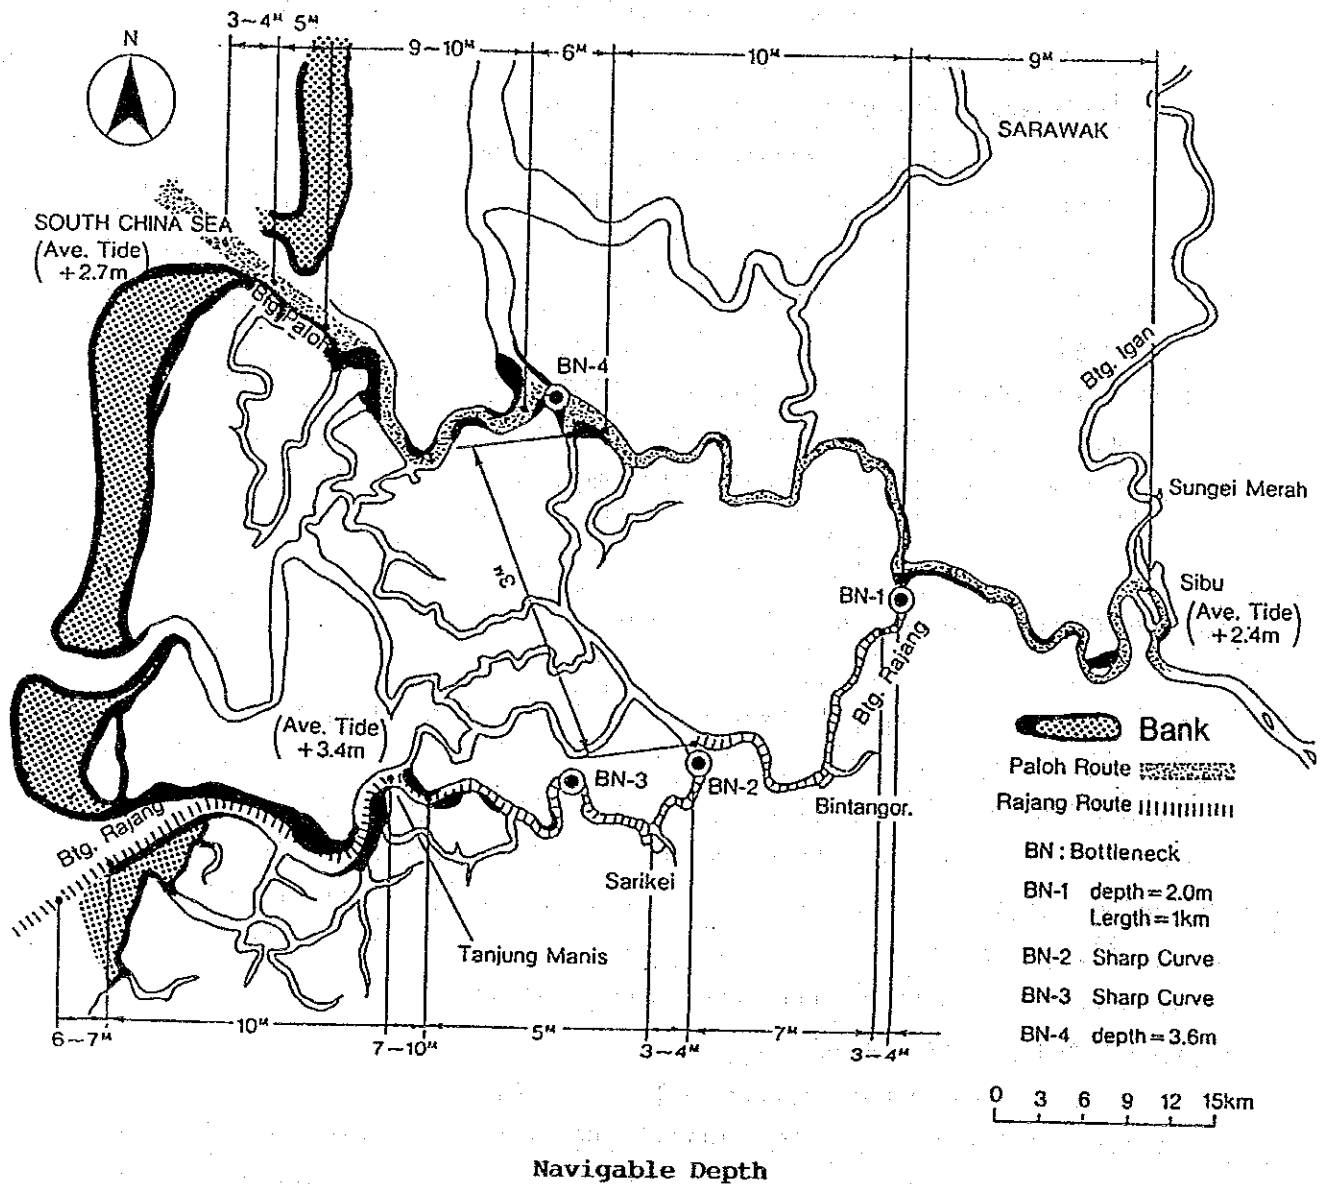 3~4ᴹ 5ᴹ
9~10ᴹ
6ᴹ
10ᴹ
9ᴹ
N
SARAWAK
SOUTH CHINA SEA
(Ave. Tide)
+2.7m
Btg. Paloh
BN-4
Btg. Igan
Sungei Merah
3ᴹ
BN-1
Sibu
(Ave. Tide)
+2.4m
Btg. Rajang
(Ave. Tide)
+3.4m
BN-3
BN-2
Bintangor.
Btg. Rajang
Sarikei
Tanjung Manis
Bank
Paloh Route
Rajang Route
BN : Bottleneck
BN-1 depth=2.0m
Lergth=1km
BN-2 Sharp Curve
BN-3 Sharp Curve
BN-4 depth=3.6m
6~7ᴹ
10ᴹ
7~10ᴹ
5ᴹ
3~4ᴹ
7ᴹ
3~4ᴹ
0 3 6 9 12 15km
Navigable Depth